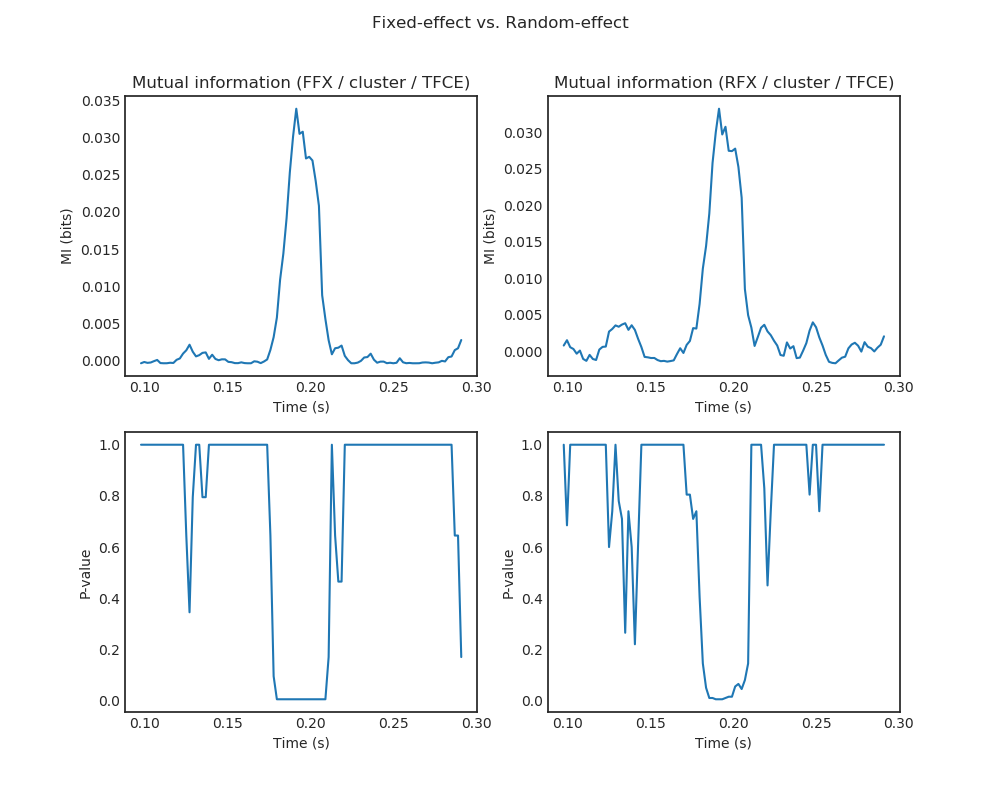 Fixed-effect vs. Random-effect
Mutual information (FFX / cluster / TFCE)
0.035
0.030
0.025
0.020
0.015
0.010
0.005
0.000
MI (bits)
0.10 0.15 0.20 0.25 0.30
Time (s)
Mutual information (RFX / cluster / TFCE)
0.030
0.025
0.020
0.015
0.010
0.005
0.000
MI (bits)
0.10 0.15 0.20 0.25 0.30
Time (s)
1.0
0.8
0.6
0.4
0.2
0.0
P-value
0.10 0.15 0.20 0.25 0.30
Time (s)
1.0
0.8
0.6
0.4
0.2
0.0
P-value
0.10 0.15 0.20 0.25 0.30
Time (s)